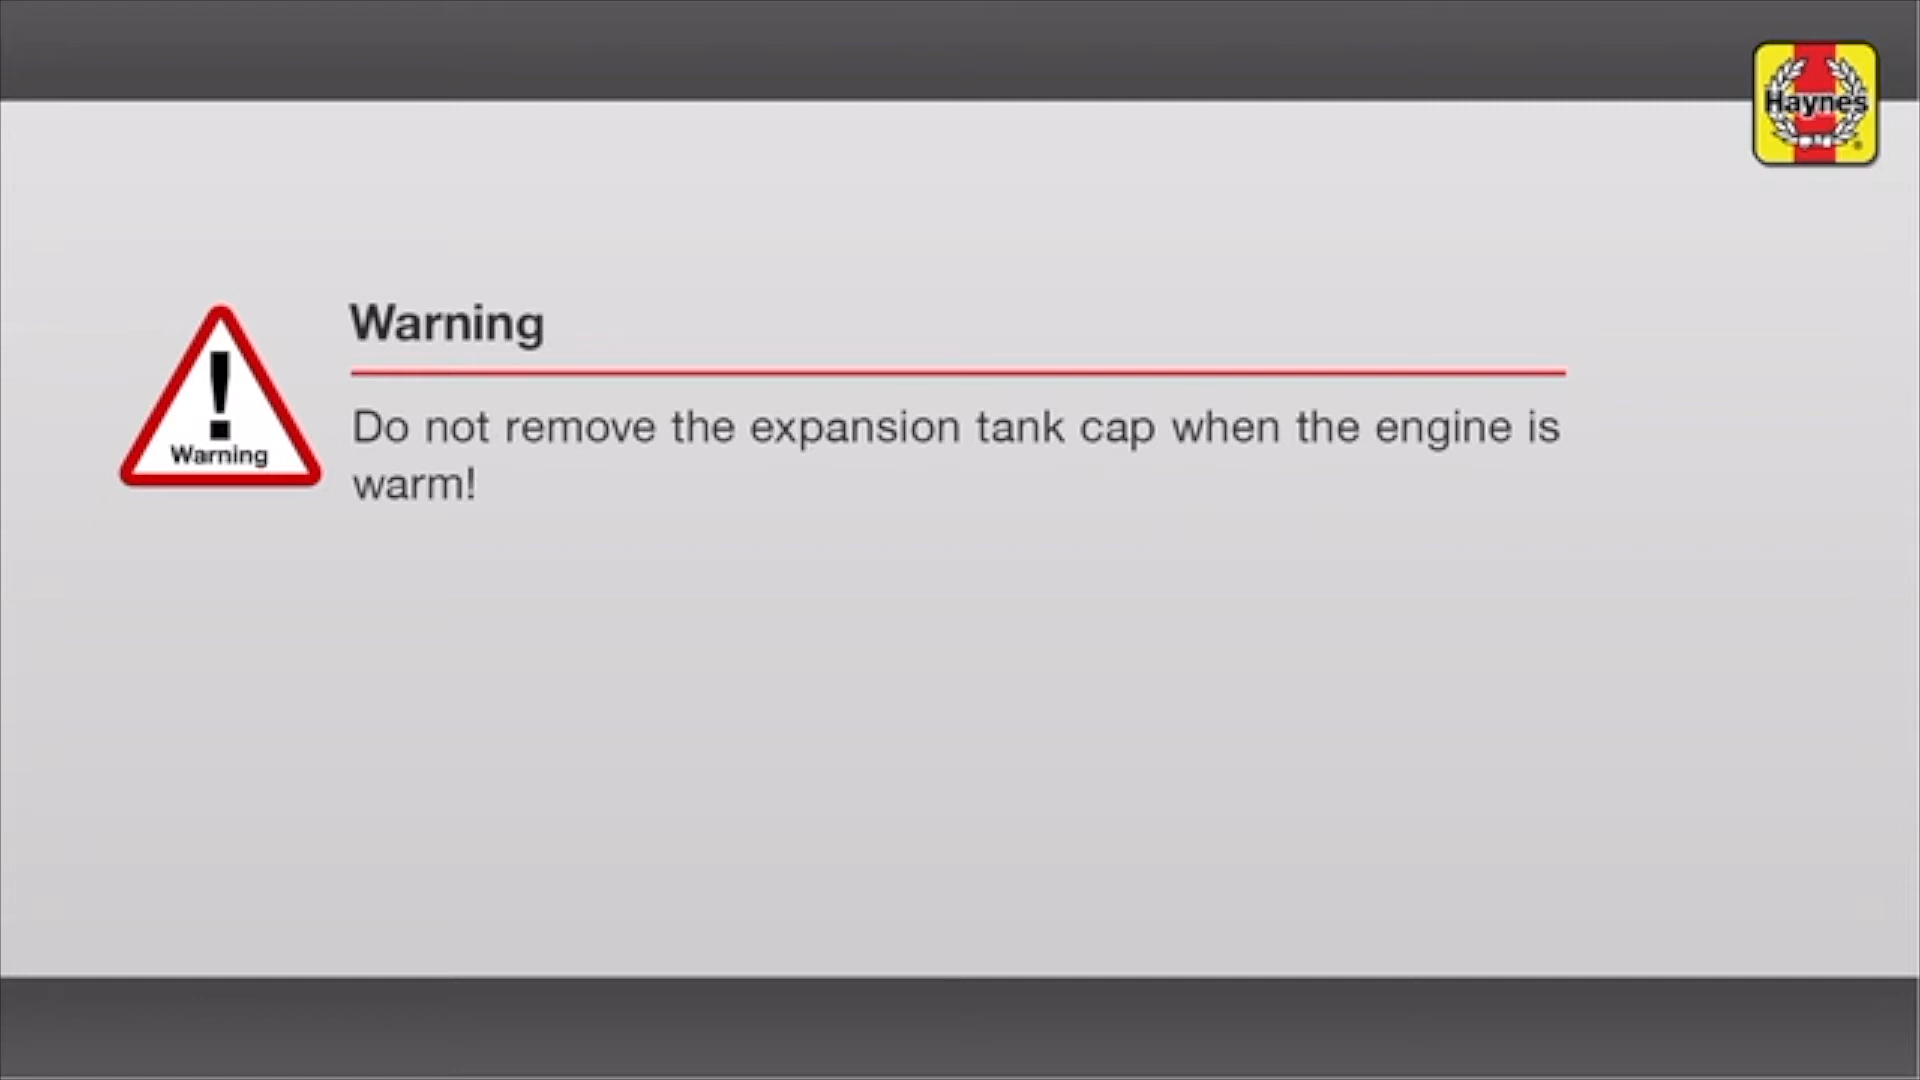 Haynes
Warning
Warning
Do not remove the expansion tank cap when the engine is
warm!